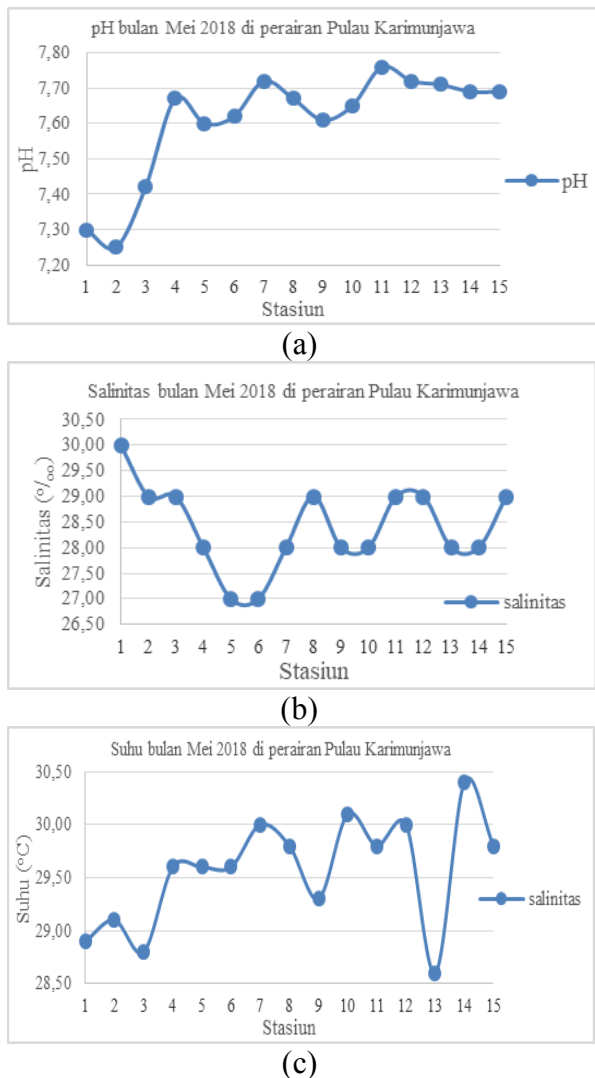 pH bulan Mei 2018 di perairan Pulau Karimunjawa
7,80
7,70
7,60
7,50
7,40
7,30
7,20
pH
1 2 3 4 5 6 7 8 9 10 11 12 13 14 15
Stasiun
pH
(a)
Salinitas bulan Mei 2018 di perairan Pulau Karimunjawa
30,50
30,00
29,50
29,00
28,50
28,00
27,50
27,00
26,50
Salinitas (º/ₒₒ)
1 2 3 4 5 6 7 8 9 10 11 12 13 14 15
Stasiun
salinitas
(b)
Suhu bulan Mei 2018 di perairan Pulau Karimunjawa
30,50
30,00
29,50
29,00
28,50
Suhu (°C)
1 2 3 4 5 6 7 8 9 10 11 12 13 14 15
Stasiun
salinitas
(c)